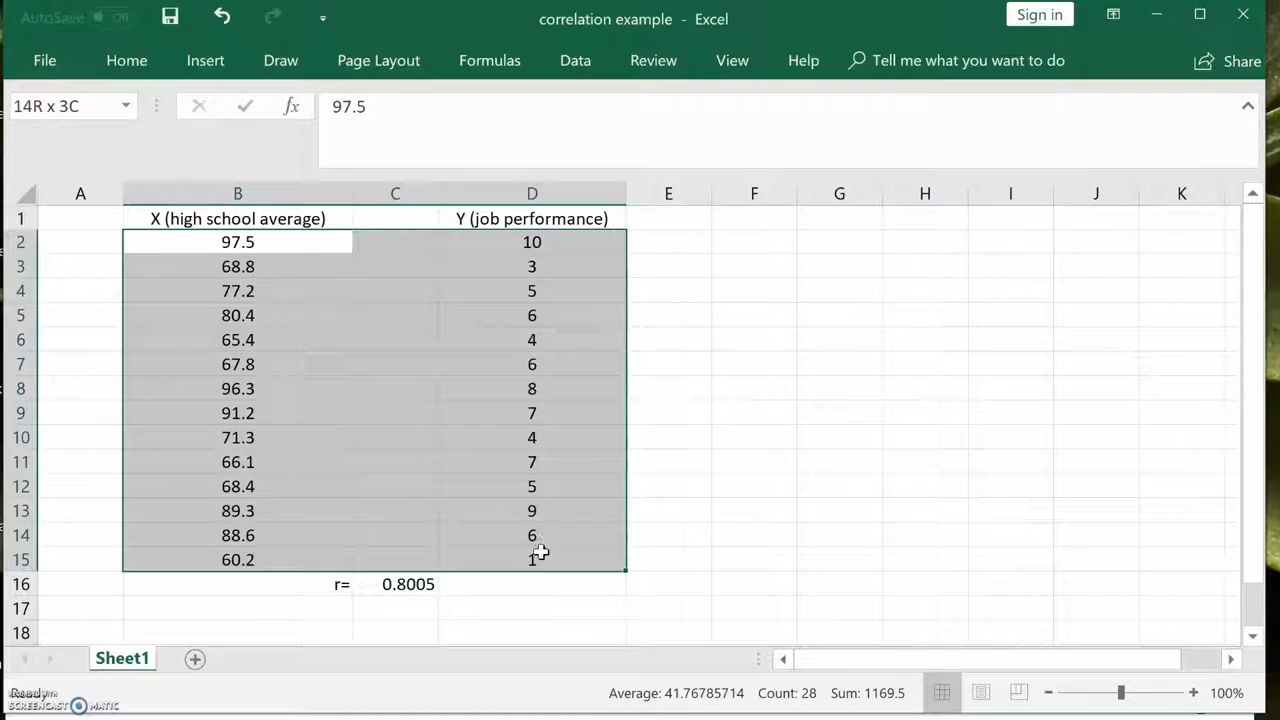 AutoSave Off correlation example - Excel Sign in
File Home Insert Draw Page Layout Formulas Data Review View Help Tell me what you want to do Share
14R x 3C fx 97.5
A B C D E F G H I J K
1 X (high school average) Y (job performance)
2 97.5 10
3 68.8 3
4 77.2 5
5 80.4 6
6 65.4 4
7 67.8 6
8 96.3 8
9 91.2 7
10 71.3 4
11 66.1 7
12 68.4 5
13 89.3 9
14 88.6 6
15 60.2 1
16 r= 0.8005
17
18
Sheet1
Ready Average: 41.76785714 Count: 28 Sum: 1169.5 100%
SCREENCAST MATIC